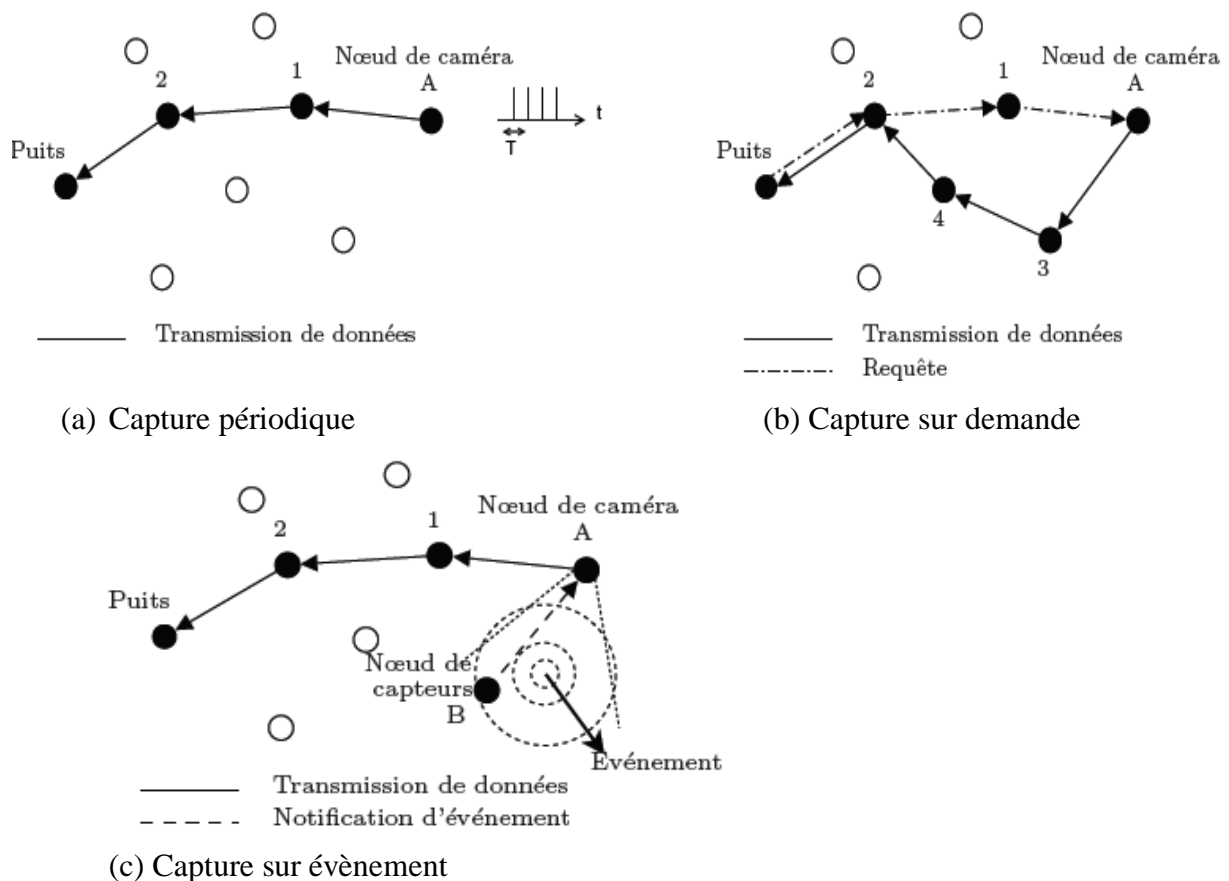 Nœud de caméra
2
1
A
Puits
t
T
Transmission de données
(a) Capture périodique
Nœud de caméra
2
1
A
Puits
4
3
Transmission de données
Requête
(b) Capture sur demande
Nœud de caméra
2
1
A
Puits
Nœud de
capteurs
B
Evénement
Transmission de données
Notification d'événement
(c) Capture sur évènement